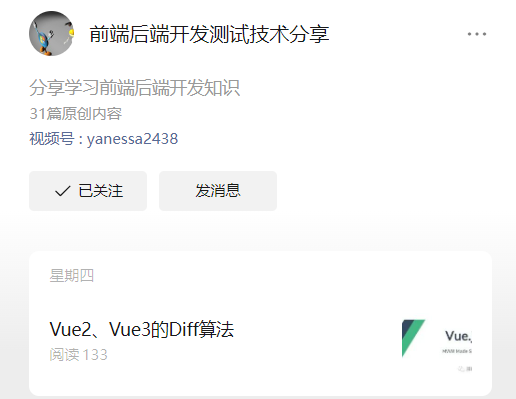 前端后端开发测试技术分享
分享学习前端后端开发知识
31篇原创内容
视频号 : yanessa2438
已关注
发消息
星期四
Vue2、Vue3的Diff算法
阅读 133
Vue.